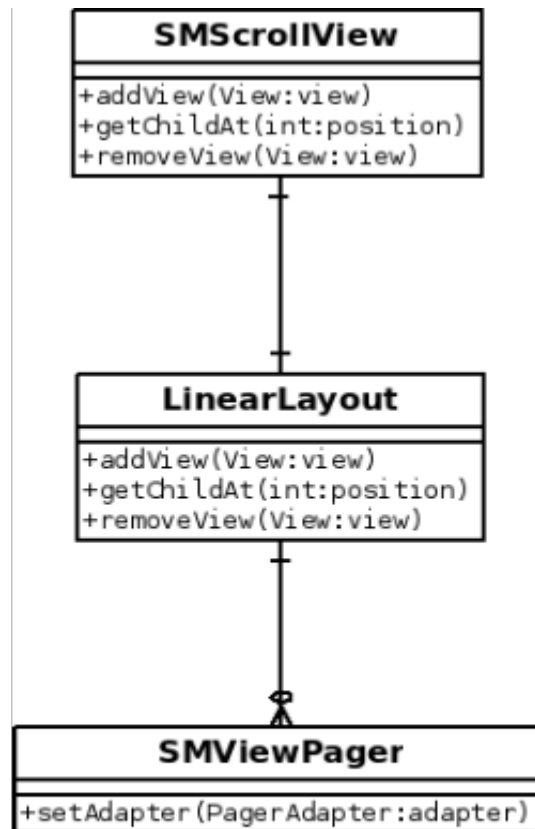 SMScrollView
+addView(View:view)
+getChildAt(int:position)
+removeView(View:view)
LinearLayout
+addView(View:view)
+getChildAt(int:position)
+removeView(View:view)
SMViewPager
+setAdapter(PagerAdapter:adapter)